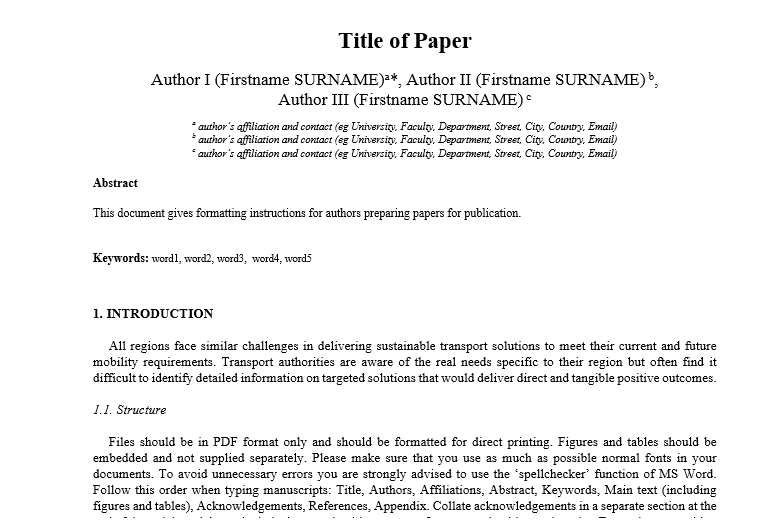 Title of Paper
Author I (Firstname SURNAME)ᵃ*, Author II (Firstname SURNAME) ᵇ,
Author III (Firstname SURNAME) ᶜ
ᵃ author's affiliation and contact (eg University, Faculty, Department, Street, City, Country, Email)
ᵇ author's affiliation and contact (eg University, Faculty, Department, Street, City, Country, Email)
ᶜ author's affiliation and contact (eg University, Faculty, Department, Street, City, Country, Email)
Abstract
This document gives formatting instructions for authors preparing papers for publication.
Keywords: word1, word2, word3, word4, word5
1. INTRODUCTION
All regions face similar challenges in delivering sustainable transport solutions to meet their current and future
mobility requirements. Transport authorities are aware of the real needs specific to their region but often find it
difficult to identify detailed information on targeted solutions that would deliver direct and tangible positive outcomes.
1.1. Structure
Files should be in PDF format only and should be formatted for direct printing. Figures and tables should be
embedded and not supplied separately. Please make sure that you use as much as possible normal fonts in your
documents. To avoid unnecessary errors you are strongly advised to use the 'spellchecker' function of MS Word.
Follow this order when typing manuscripts: Title, Authors, Affiliations, Abstract, Keywords, Main text (including
figures and tables), Acknowledgements, References, Appendix. Collate acknowledgements in a separate section at the